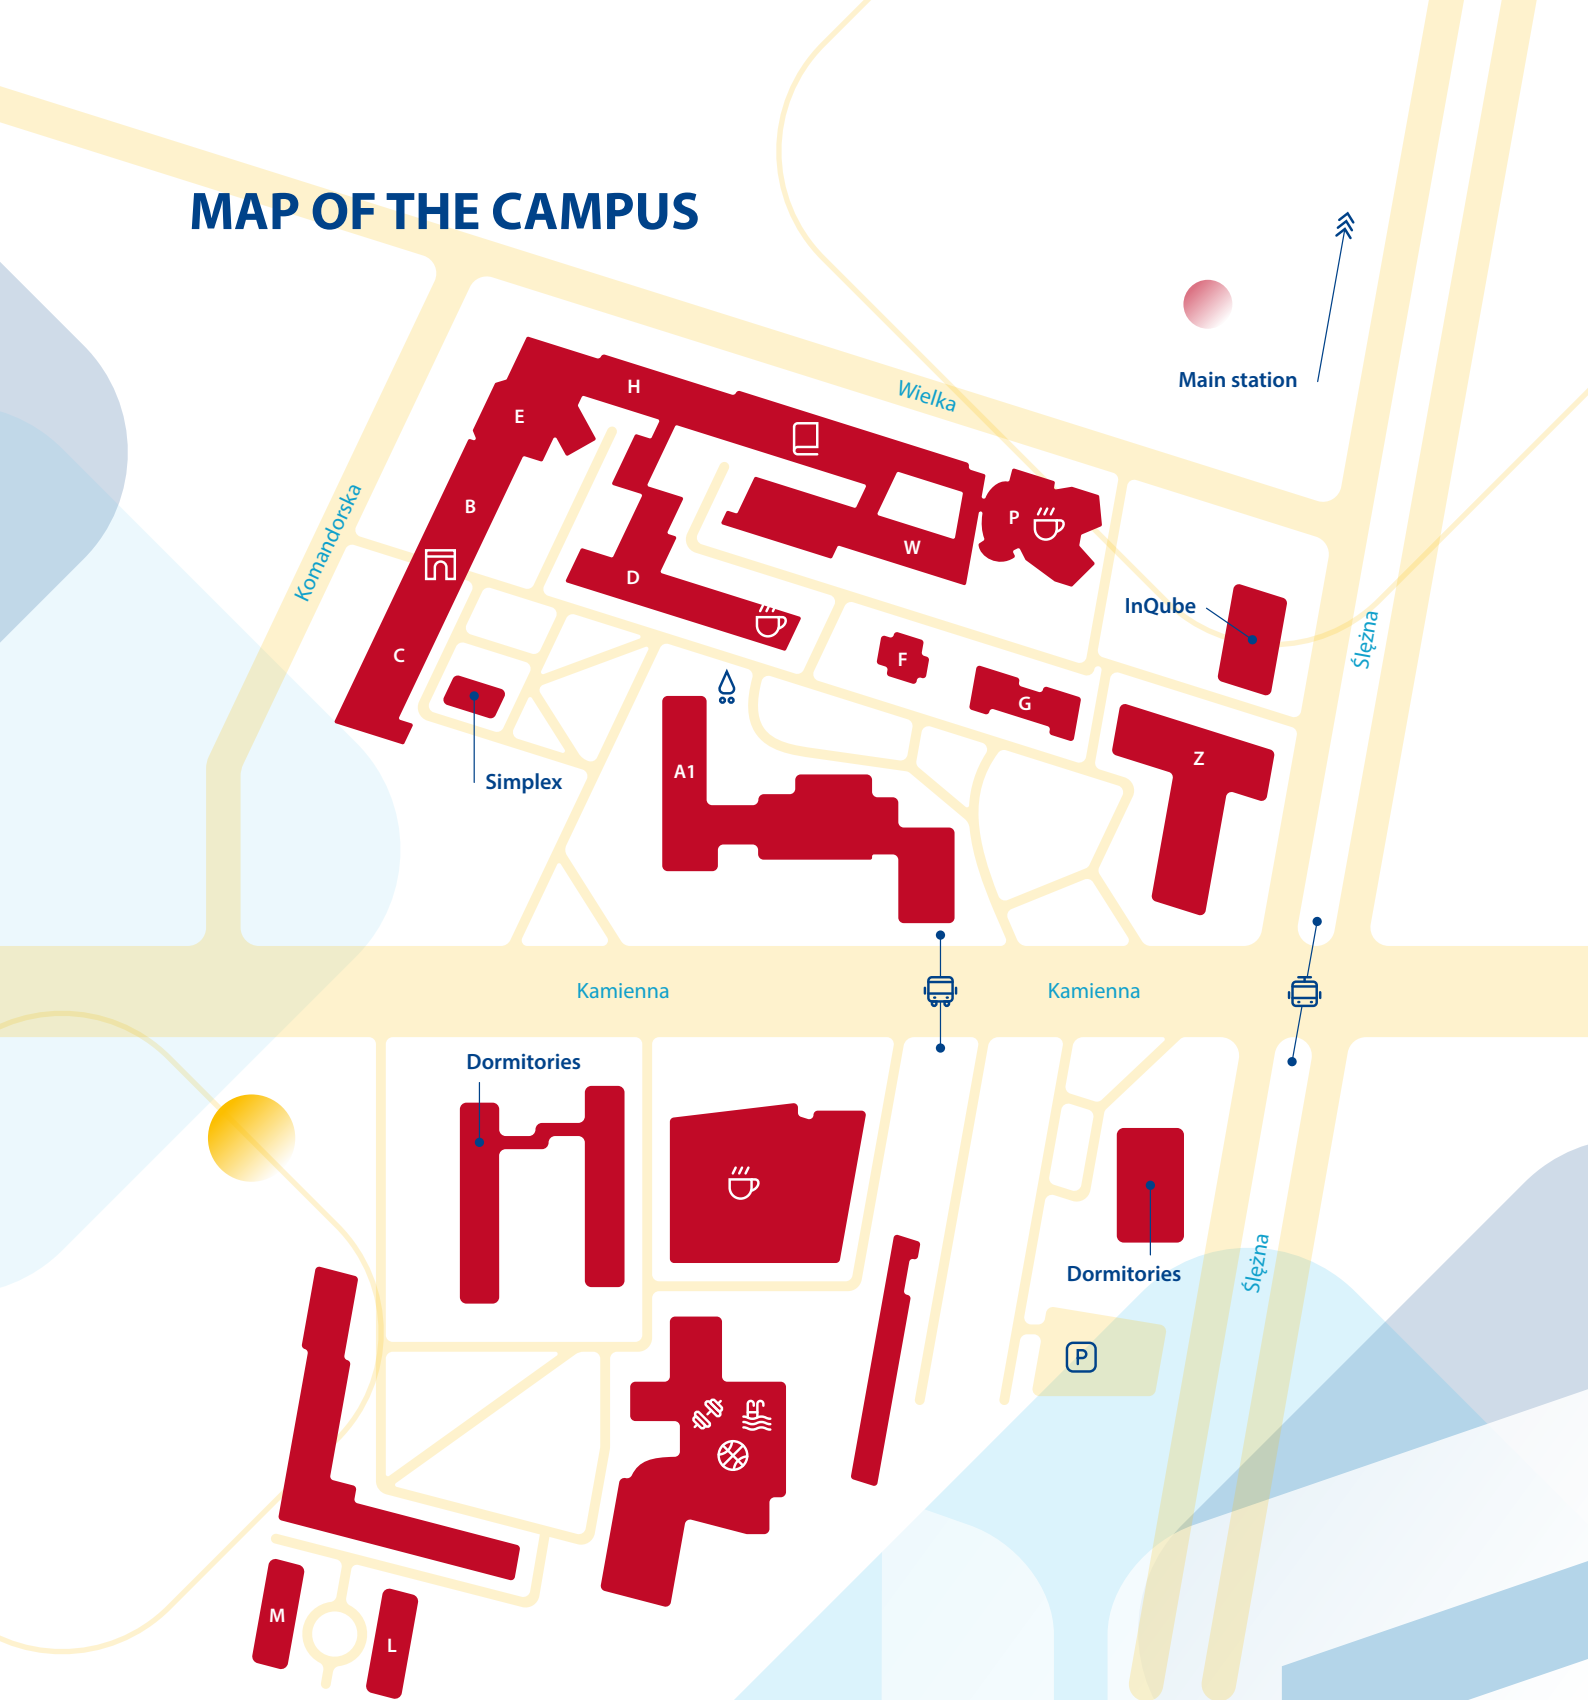 MAP OF THE CAMPUS
Main station
H
Wielka
E
B
P
W
Komandorska
D
InQube
C
F
Ślężna
G
Z
A1
Simplex
Kamienna
Kamienna
Dormitories
Dormitories
Ślężna
P
M
L